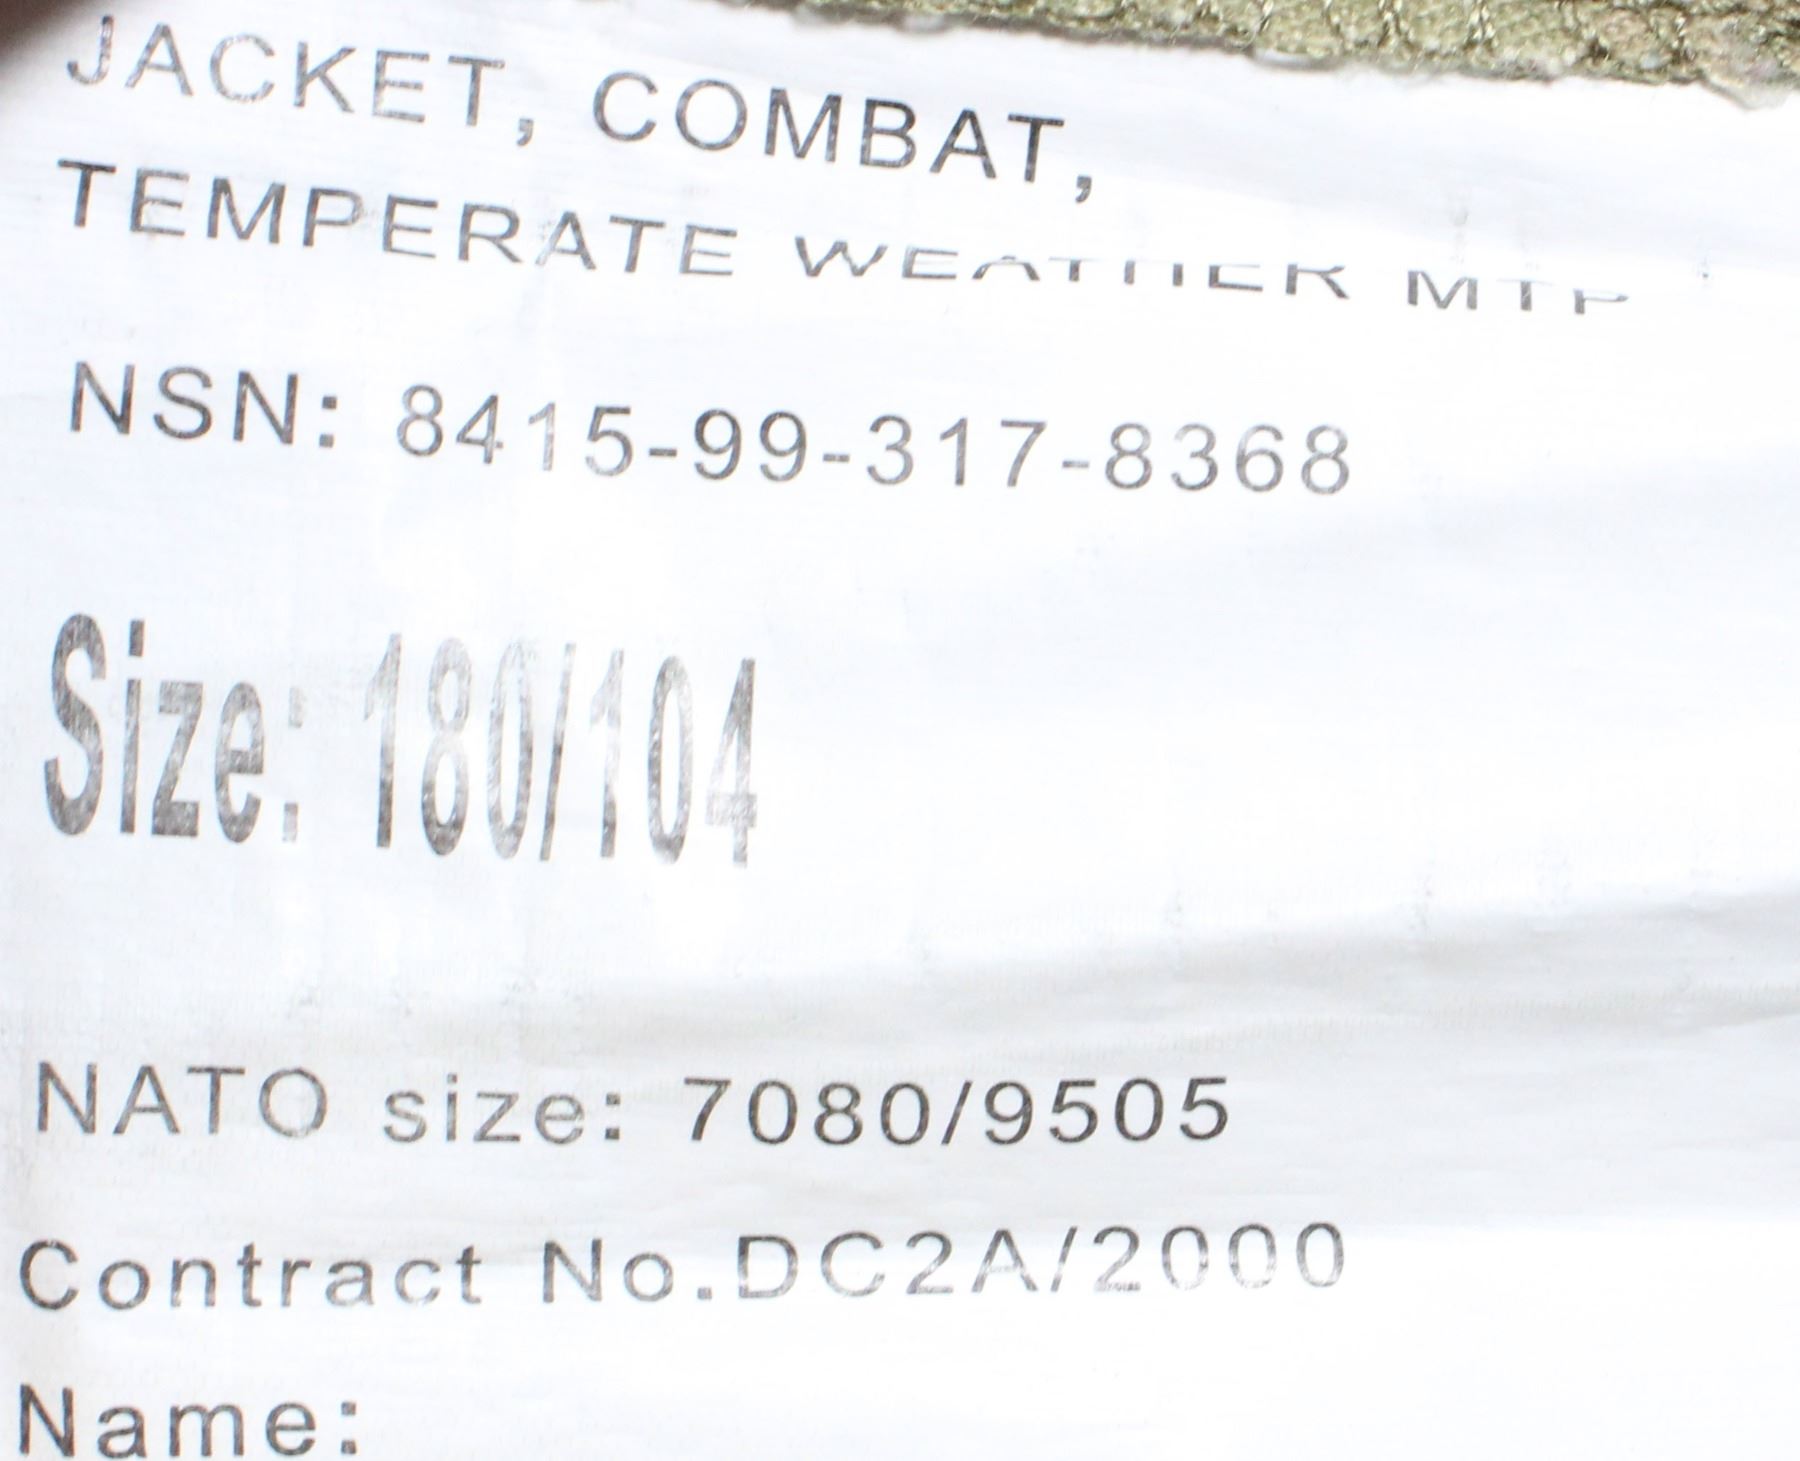 JACKET, COMBAT,
TEMPERATE WEATHER MTP
NSN: 8415-99-317-8368
Size: 180/104
NATO size: 7080/9505
Contract No.DC2A/2000
Name: